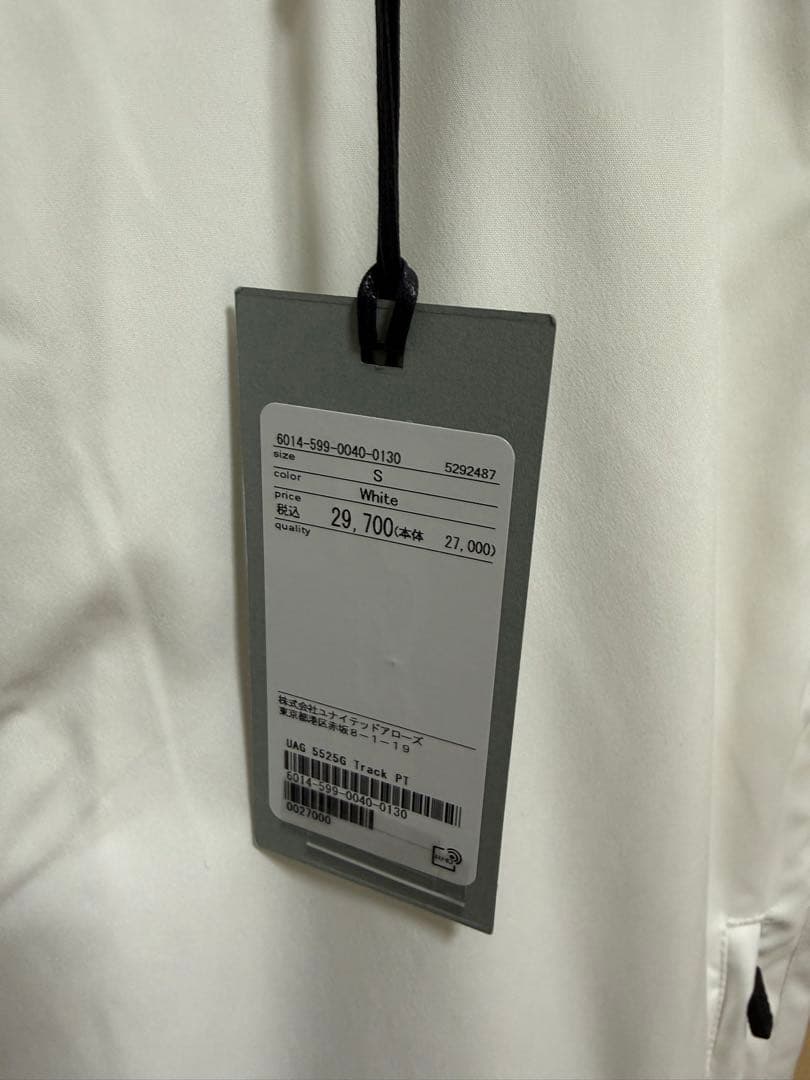 6014-599-0040-0130 5292487
size S
color White
price
税込 29,700(本体 27,000)
quality
株式会社ユナイテッドアローズ
東京都港区赤坂8-1-19
UAG 5525G Track PT
6014-599-0040-0130
0027000